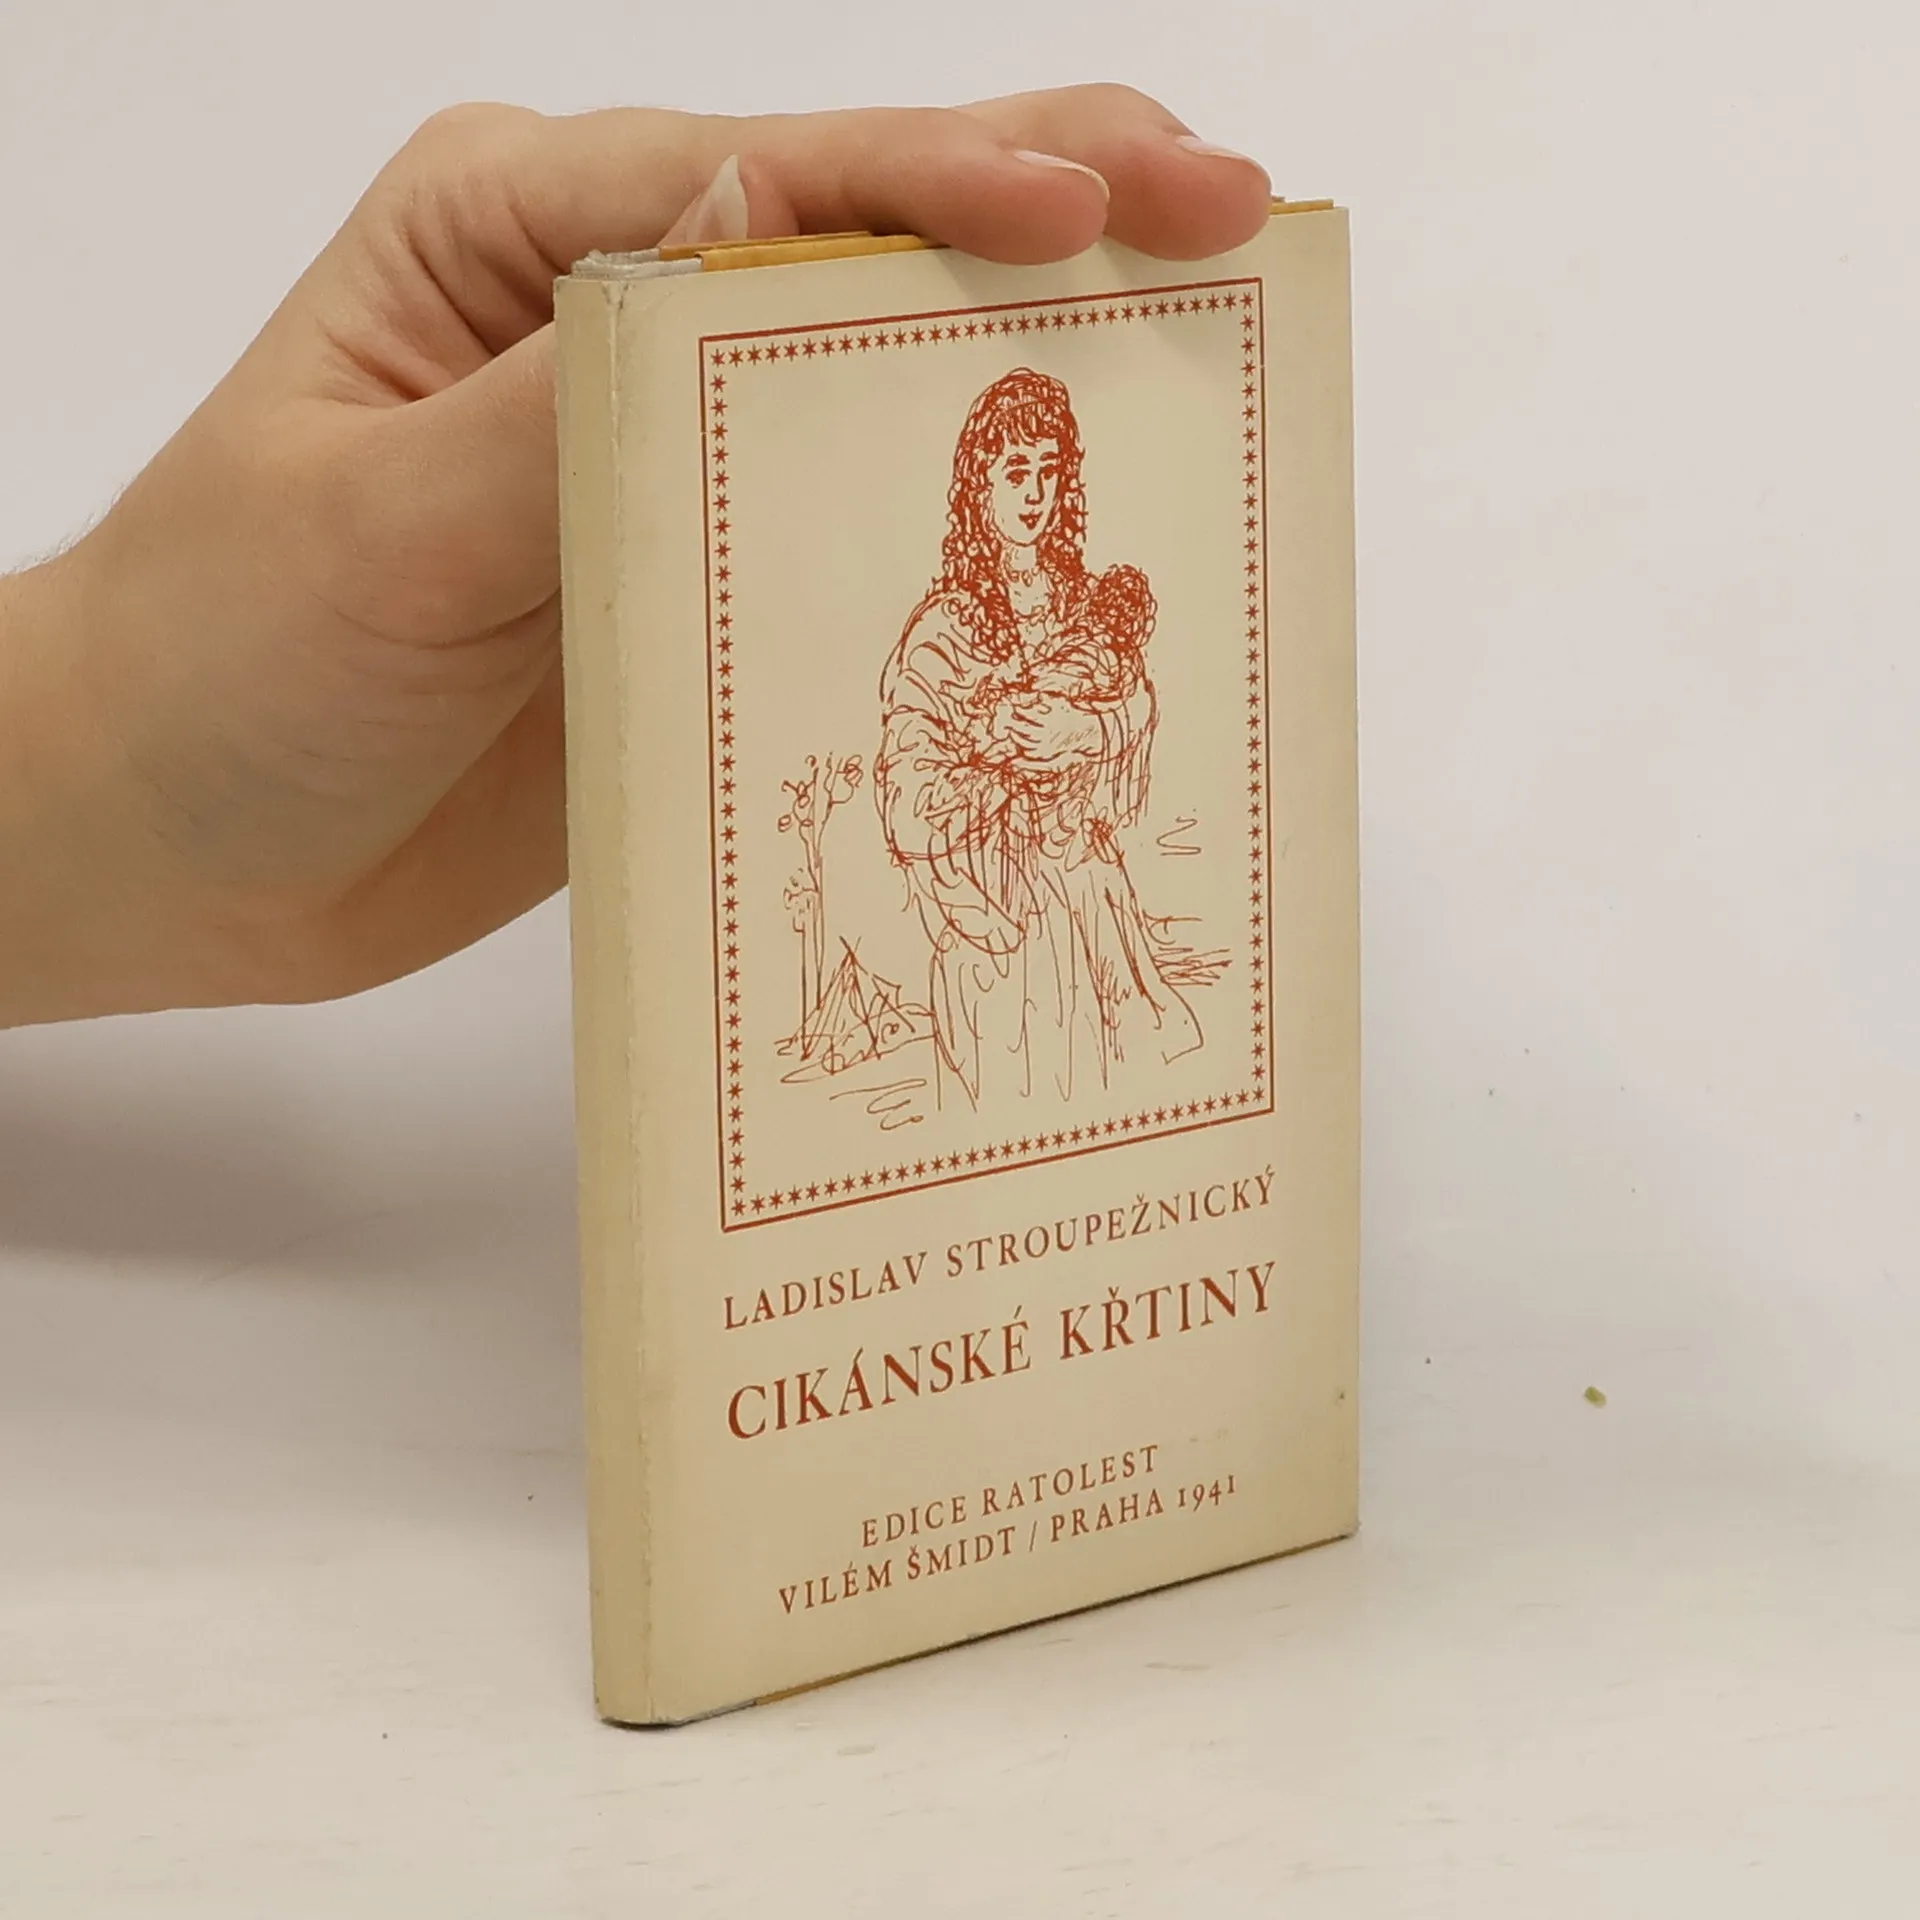 LADISLAV STROUPEŽNICKÝ
CIKÁNSKÉ KŘTINY
EDICE RATOLEST
VILÉM ŠMIDT / PRAHA 1941